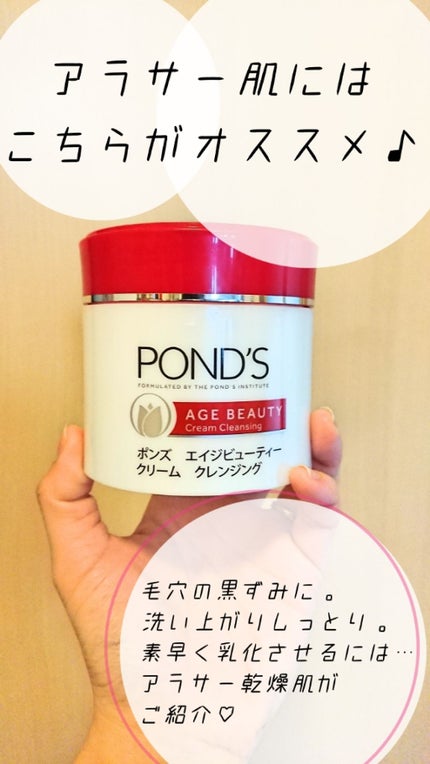 アラサー肌には
こちらがオススメ♪
POND'S
FORMULATED BY THE POND'S INSTITUTE
AGE BEAUTY
Cream Cleansing
ポンズ エイジビューティー
クリーム クレンジング
毛穴の黒ずみに。
洗い上がりしっとり。
素早く乳化させるには…
アラサー乾燥肌が
ご紹介♡